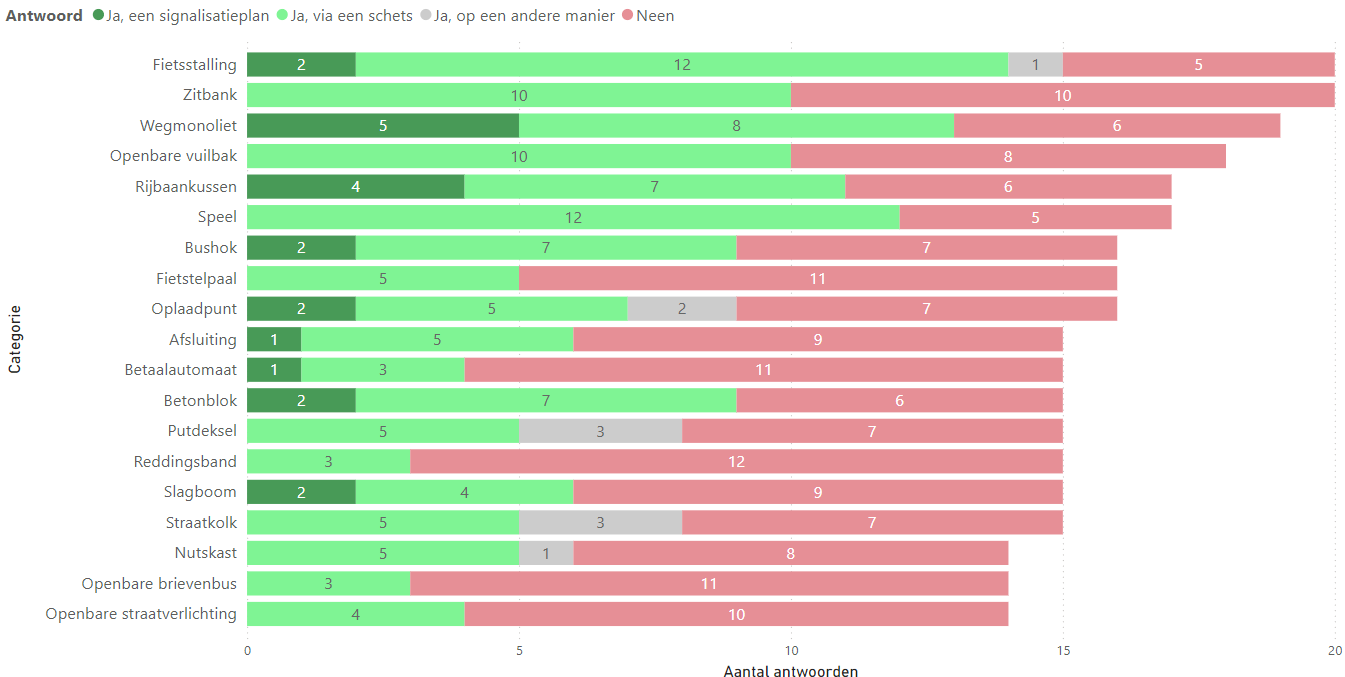 Antwoord Ja, een signalisatieplan Ja, via een schets Ja, op een andere manier Neen
Categorie
Fietsstalling 2 12 1 5
Zitbank 10 10
Wegmonoliet 5 8 6
Openbare vuilbak 10 8
Rijbaankussen 4 7 6
Speel 12 5
Bushok 2 7 7
Fietstelpaal 5 11
Oplaadpunt 2 5 2 7
Afsluiting 1 5 9
Betaalautomaat 1 3 11
Betonblok 2 7 6
Putdeksel 5 3 7
Reddingsband 3 12
Slagboom 2 4 9
Straatkolk 5 3 7
Nutskast 5 1 8
Openbare brievenbus 3 11
Openbare straatverlichting 4 10
0 5 10 15 20
Aantal antwoorden